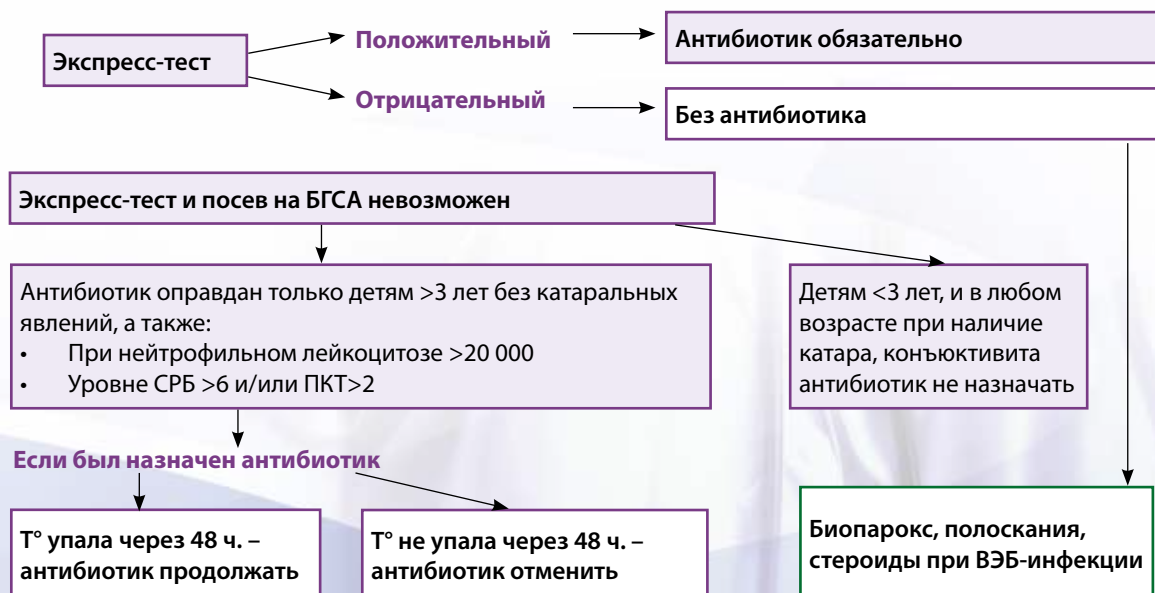 Экспресс-тест
Положительный
Антибиотик обязательно
Отрицательный
Без антибиотика
Экспресс-тест и посев на БГСА невозможен
Антибиотик оправдан только детям >3 лет без катаральных
явлений, а также:
• При нейтрофильном лейкоцитозе >20 000
• Уровне СРБ >6 и/или ПКТ>2
Детям <3 лет, и в любом
возрасте при наличие
катара, конъюктивита
антибиотик не назначать
Если был назначен антибиотик
Т° упала через 48 ч. –
антибиотик продолжать
Т° не упала через 48 ч. –
антибиотик отменить
Биопарокс, полоскания,
стероиды при ВЭБ-инфекции